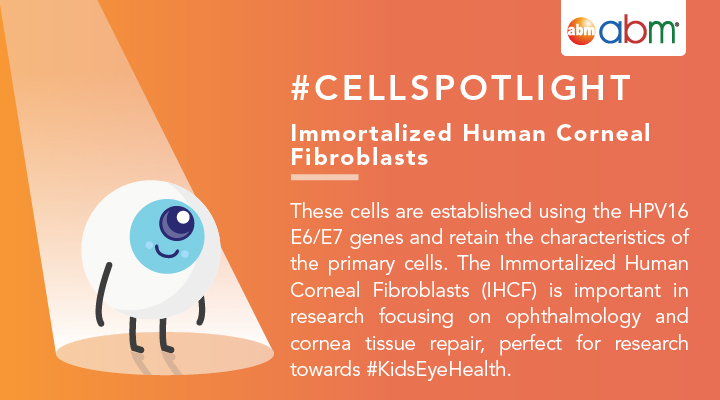 abm abm®
#CELLSPOTLIGHT
Immortalized Human Corneal
Fibroblasts
These cells are established using the HPV16
E6/E7 genes and retain the characteristics of
the primary cells. The Immortalized Human
Corneal Fibroblasts (IHCF) is important in
research focusing on ophthalmology and
cornea tissue repair, perfect for research
towards #KidsEyeHealth.